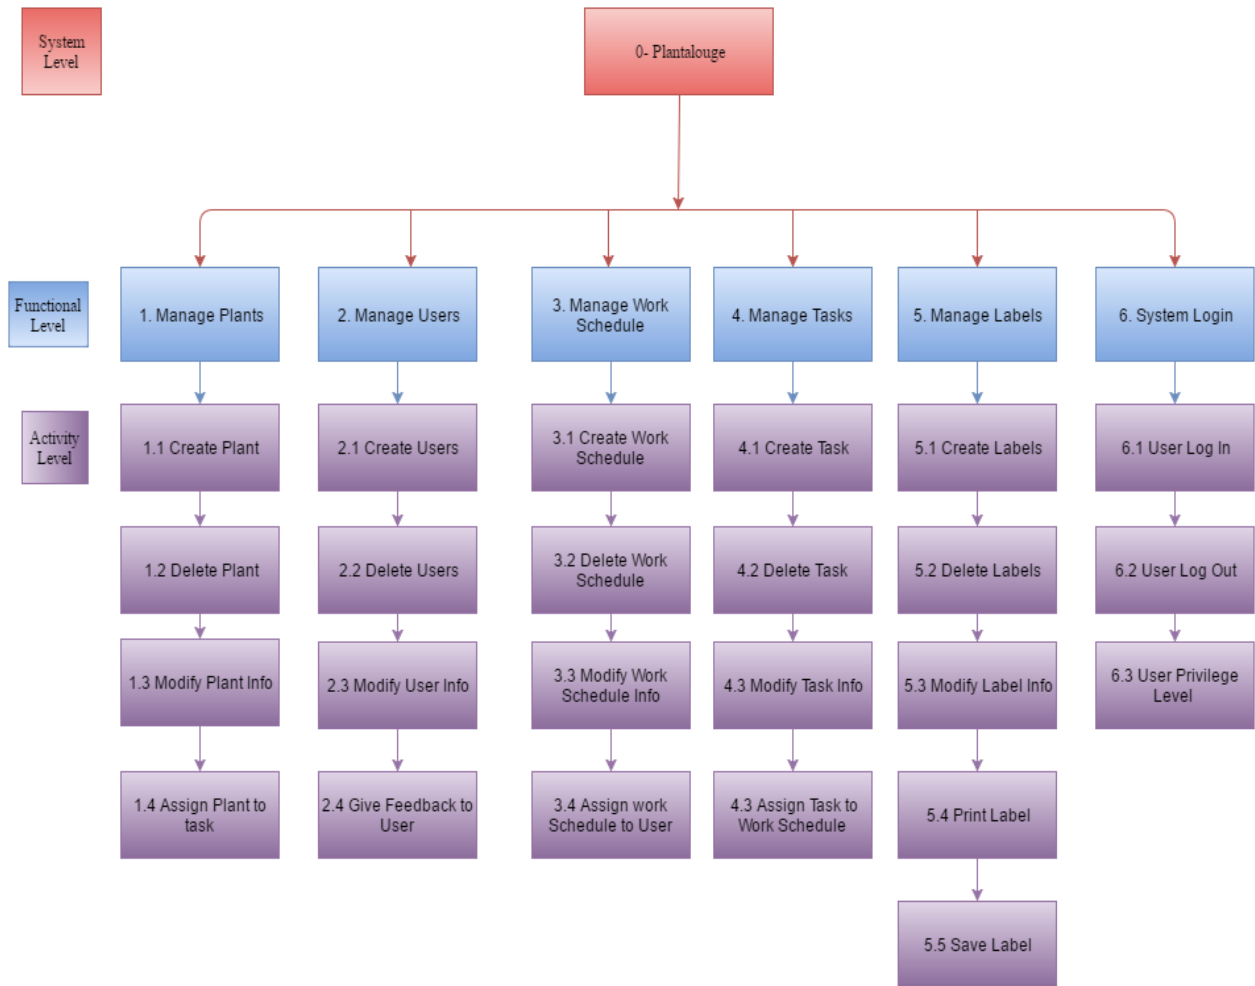 System
Level
0- Plantalouge
Functional
Level
1. Manage Plants
2. Manage Users
3. Manage Work
Schedule
4. Manage Tasks
5. Manage Labels
6. System Login
Activity
Level
1.1 Create Plant
2.1 Create Users
3.1 Create Work
Schedule
4.1 Create Task
5.1 Create Labels
6.1 User Log In
1.2 Delete Plant
2.2 Delete Users
3.2 Delete Work
Schedule
4.2 Delete Task
5.2 Delete Labels
6.2 User Log Out
1.3 Modify Plant Info
2.3 Modify User Info
3.3 Modify Work
Schedule Info
4.3 Modify Task Info
5.3 Modify Label Info
6.3 User Privilege
Level
1.4 Assign Plant to
task
2.4 Give Feedback to
User
3.4 Assign work
Schedule to User
4.3 Assign Task to
Work Schedule
5.4 Print Label
5.5 Save Label